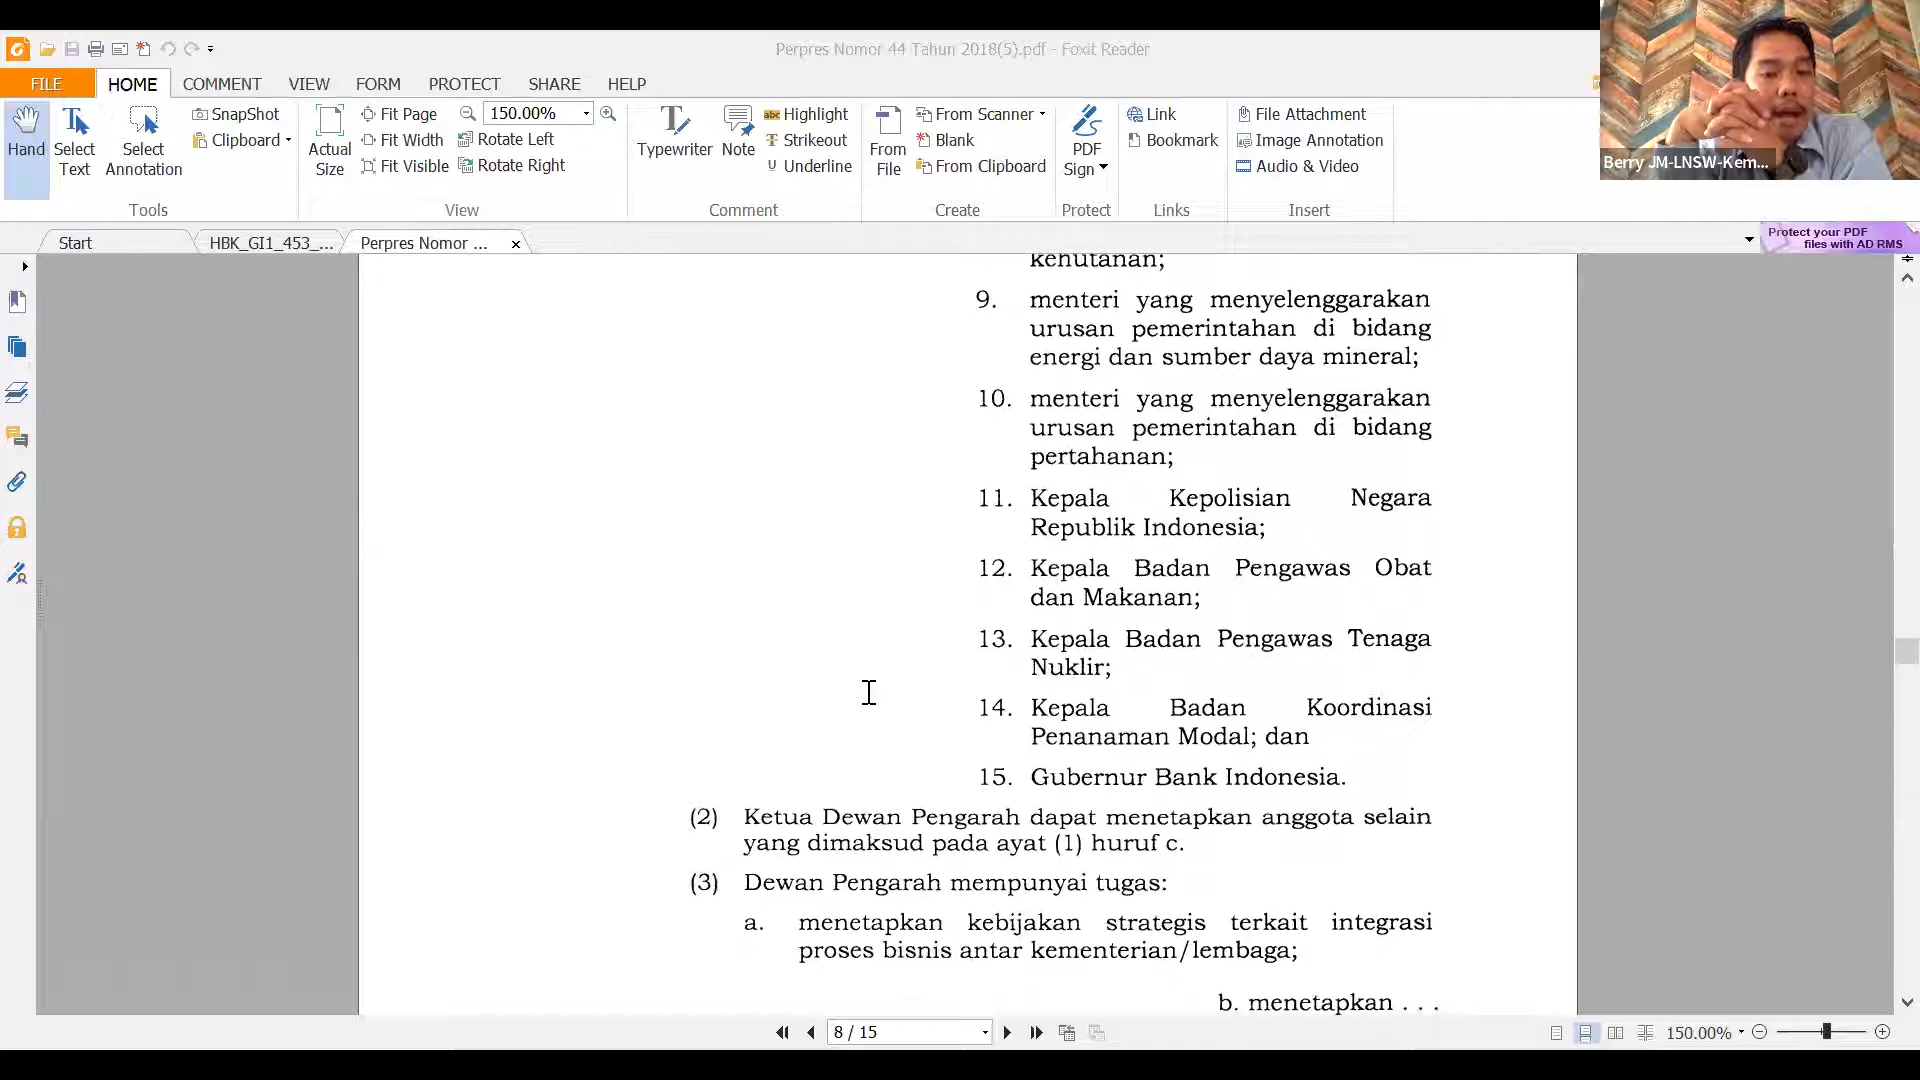 Perpres Nomor 44 Tahun 2018(5).pdf - Foxit Reader
FILE HOME COMMENT VIEW FORM PROTECT SHARE HELP
Hand
Select Text
Select Annotation
SnapShot
Clipboard
Tools
Actual Size
Fit Page
Fit Width
Fit Visible
150.00%
Rotate Left
Rotate Right
View
Typewriter
Note
Highlight
Strikeout
Underline
Comment
From File
From Scanner
Blank
From Clipboard
Create
PDF Sign
Protect
Link
Bookmark
Links
File Attachment
Image Annotation
Audio & Video
Insert
Berry JM-LNSW-Kem...
Start
HBK_GI1_453_...
Perpres Nomor ...
Protect your PDF
files with AD RMS
kehutanan;
9. menteri yang menyelenggarakan
urusan pemerintahan di bidang
energi dan sumber daya mineral;
10. menteri yang menyelenggarakan
urusan pemerintahan di bidang
pertahanan;
11. Kepala Kepolisian Negara
Republik Indonesia;
12. Kepala Badan Pengawas Obat
dan Makanan;
13. Kepala Badan Pengawas Tenaga
Nuklir;
14. Kepala Badan Koordinasi
Penanaman Modal; dan
15. Gubernur Bank Indonesia.
(2) Ketua Dewan Pengarah dapat menetapkan anggota selain
yang dimaksud pada ayat (1) huruf c.
(3) Dewan Pengarah mempunyai tugas:
a. menetapkan kebijakan strategis terkait integrasi
proses bisnis antar kementerian/lembaga;
b. menetapkan . . .
8 / 15
150.00%